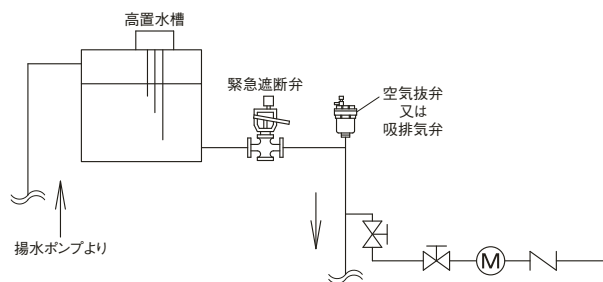 高置水槽
緊急遮断弁
空気抜弁
又は
吸排気弁
揚水ポンプより
M